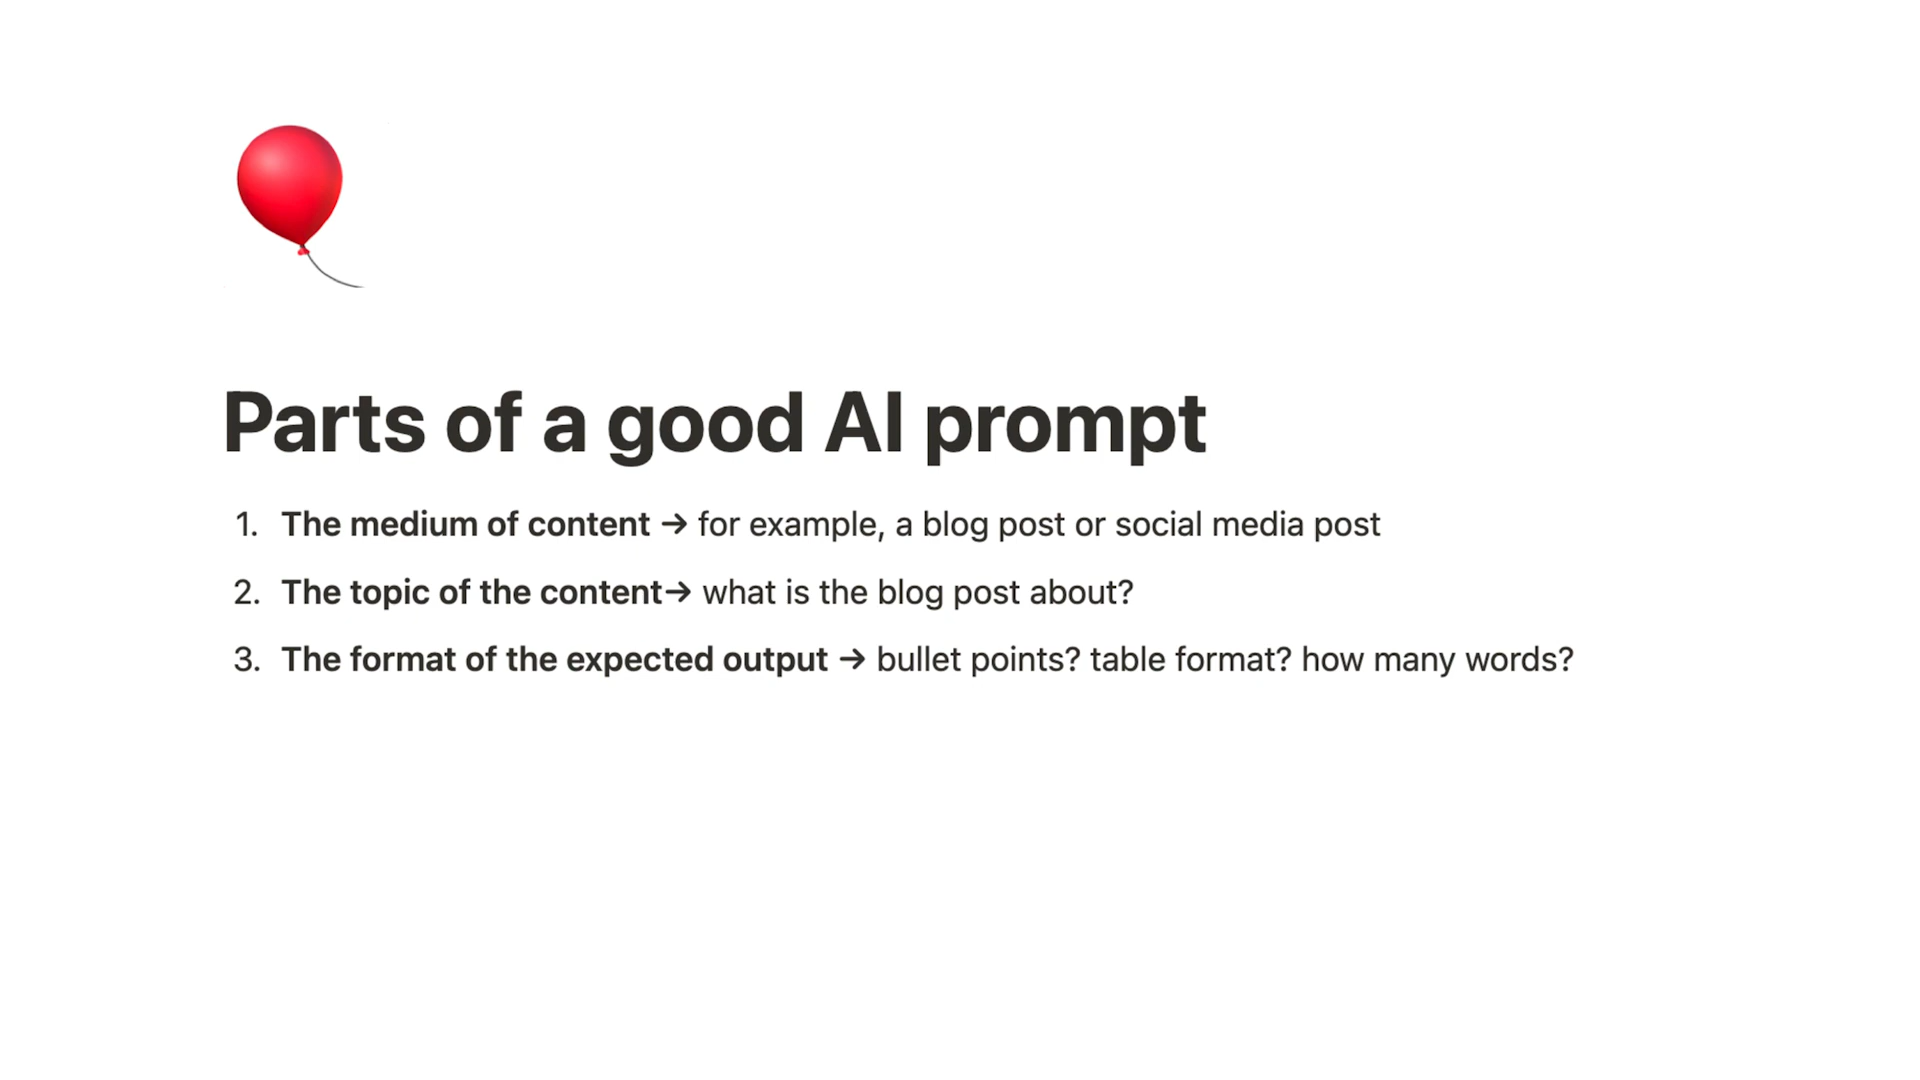 Parts of a good AI prompt
1. The medium of content → for example, a blog post or social media post
2. The topic of the content→ what is the blog post about?
3. The format of the expected output → bullet points? table format? how many words?